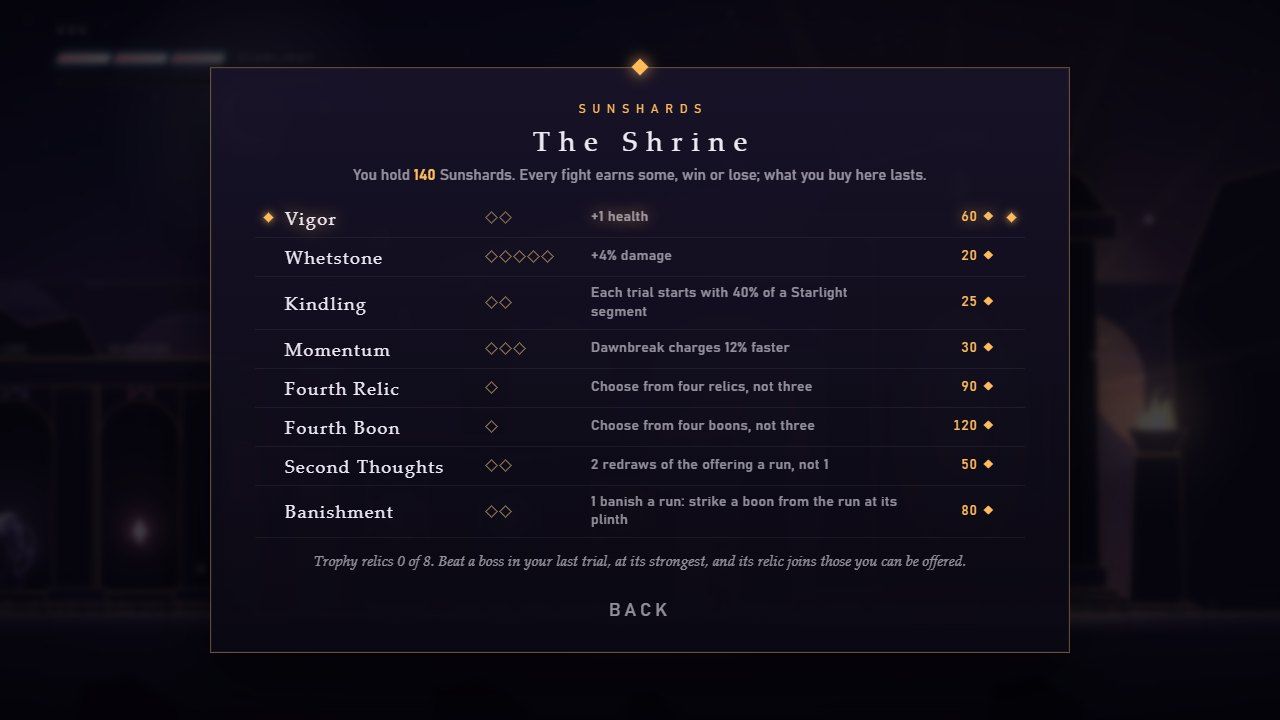 SUNSHARDS
The Shrine
You hold 140 Sunshards. Every fight earns some, win or lose; what you buy here lasts.
Vigor +1 health 60
Whetstone +4% damage 20
Kindling Each trial starts with 40% of a Starlight segment 25
Momentum Dawnbreak charges 12% faster 30
Fourth Relic Choose from four relics, not three 90
Fourth Boon Choose from four boons, not three 120
Second Thoughts 2 redraws of the offering a run, not 1 50
Banishment 1 banish a run: strike a boon from the run at its plinth 80
Trophy relics 0 of 8. Beat a boss in your last trial, at its strongest, and its relic joins those you can be offered.
BACK